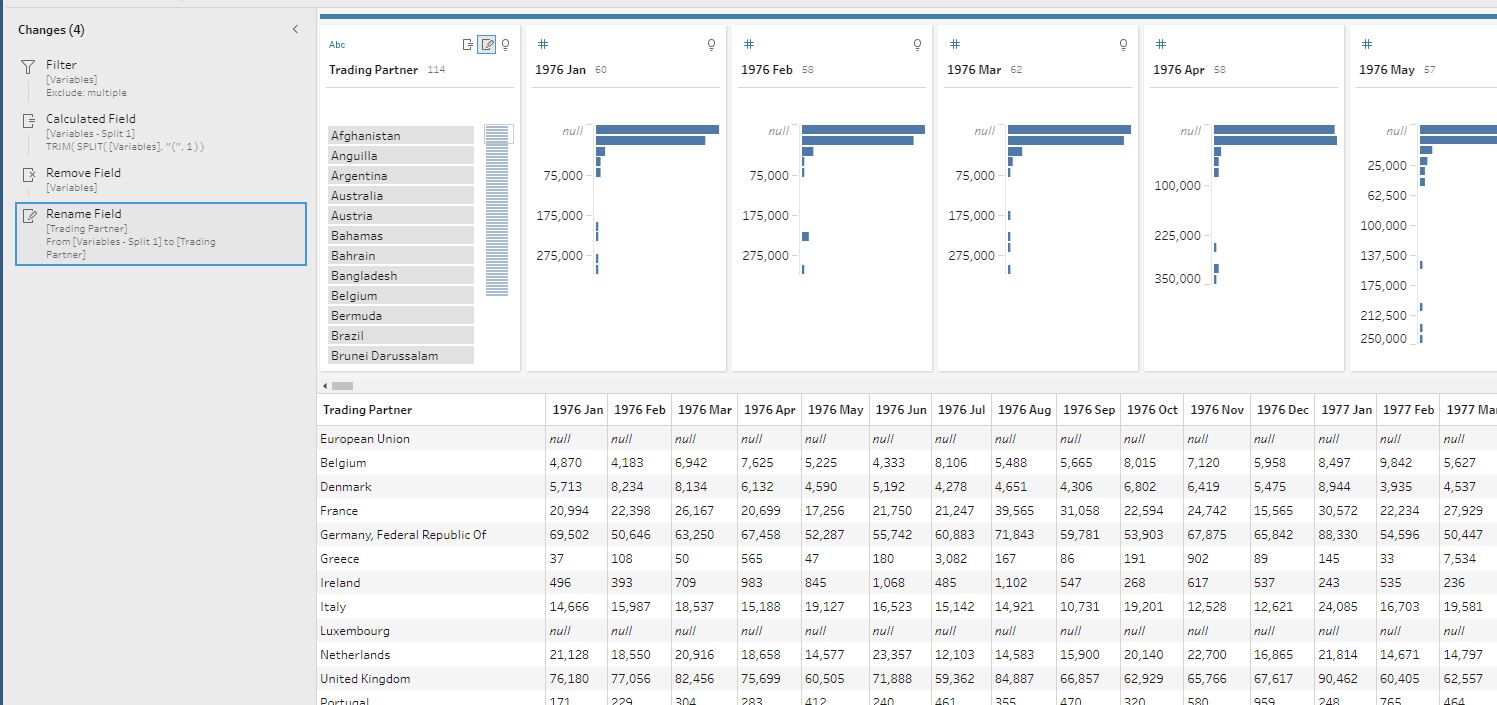 Changes (4)
Filter
[Variables]
Exclude: multiple
Calculated Field
[Variables - Split 1]
TRIM( SPLIT( [Variables], "(", 1 ) )
Remove Field
[Variables]
Rename Field
[Trading Partner]
From [Variables - Split 1] to [Trading
Partner]
Abc
Trading Partner 114
Afghanistan
Anguilla
Argentina
Australia
Austria
Bahamas
Bahrain
Bangladesh
Belgium
Bermuda
Brazil
Brunei Darussalam
#
1976 Jan 60
null
75,000
175,000
275,000
#
1976 Feb 58
null
75,000
175,000
275,000
#
1976 Mar 62
null
75,000
175,000
275,000
#
1976 Apr 58
null
100,000
225,000
350,000
#
1976 May 57
null
25,000
62,500
100,000
137,500
175,000
212,500
250,000
Trading Partner 1976 Jan 1976 Feb 1976 Mar 1976 Apr 1976 May 1976 Jun 1976 Jul 1976 Aug 1976 Sep 1976 Oct 1976 Nov 1976 Dec 1977 Jan 1977 Feb 1977 Mar
European Union null null null null null null null null null null null null null null null
Belgium 4,870 4,183 6,942 7,625 5,225 4,333 8,106 5,488 5,665 8,015 7,120 5,958 8,497 9,842 5,627
Denmark 5,713 8,234 8,134 6,132 4,590 5,192 4,278 4,651 4,306 6,802 6,419 5,475 8,944 3,935 4,537
France 20,994 22,398 26,167 20,699 17,256 21,750 21,247 39,565 31,058 22,594 24,742 15,565 30,572 22,234 27,929
Germany, Federal Republic Of 69,502 50,646 63,250 67,458 52,287 55,742 60,883 71,843 59,781 53,903 67,875 65,842 88,330 54,596 50,447
Greece 37 108 50 565 47 180 3,082 167 86 191 902 89 145 33 7,534
Ireland 496 393 709 983 845 1,068 485 1,102 547 268 617 537 243 535 236
Italy 14,666 15,987 18,537 15,188 19,127 16,523 15,142 14,921 10,731 19,201 12,528 12,621 24,085 16,703 19,581
Luxembourg null null null null null null null null null null null null null null null
Netherlands 21,128 18,550 20,916 18,658 14,577 23,357 12,103 14,583 15,900 20,140 22,700 16,865 21,814 14,671 14,797
United Kingdom 76,180 77,056 82,456 75,699 60,505 71,888 59,362 84,887 66,857 62,929 65,766 67,617 90,462 60,405 62,557
Portugal 171 229 304 283 412 240 461 355 470 320 580 959 248 765 464